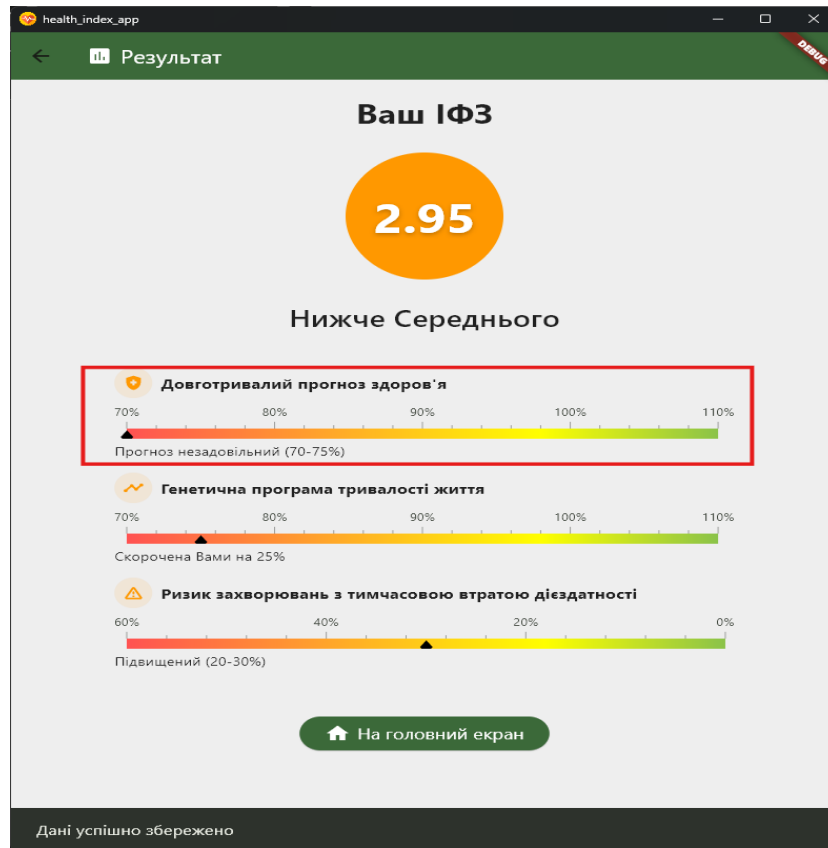 health_index_app
DEBUG
Результат
Ваш ІФЗ
2.95
Нижче Середнього
Довготривалий прогноз здоров'я
70% 80% 90% 100% 110%
Прогноз незадовільний (70-75%)
Генетична програма тривалості життя
70% 80% 90% 100% 110%
Скорочена Вами на 25%
Ризик захворювань з тимчасовою втратою дієздатності
60% 40% 20% 0%
Підвищений (20-30%)
На головний екран
Дані успішно збережено